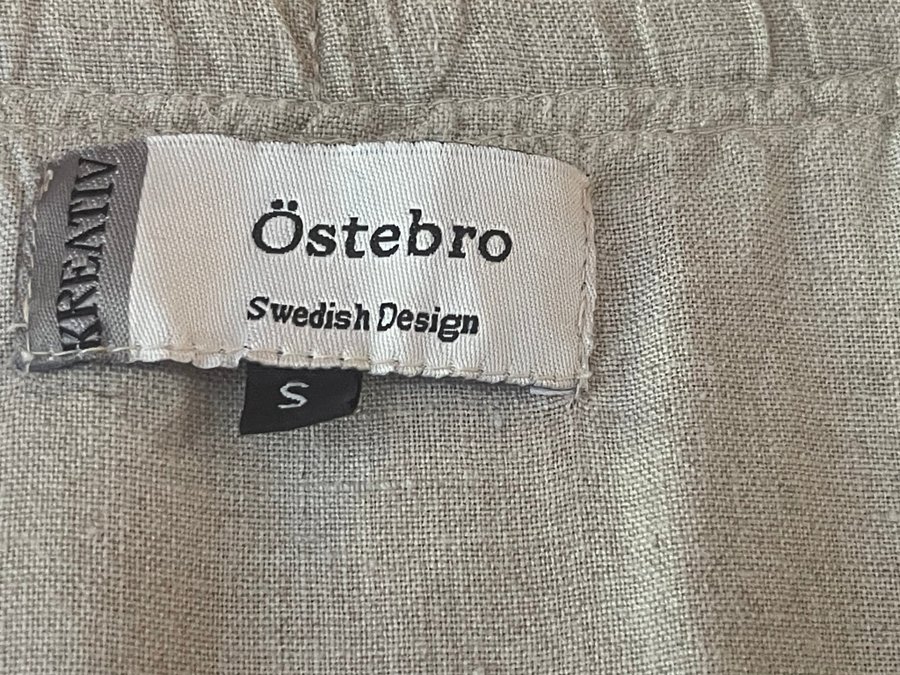 KREATIV
Östebro
Swedish Design
S